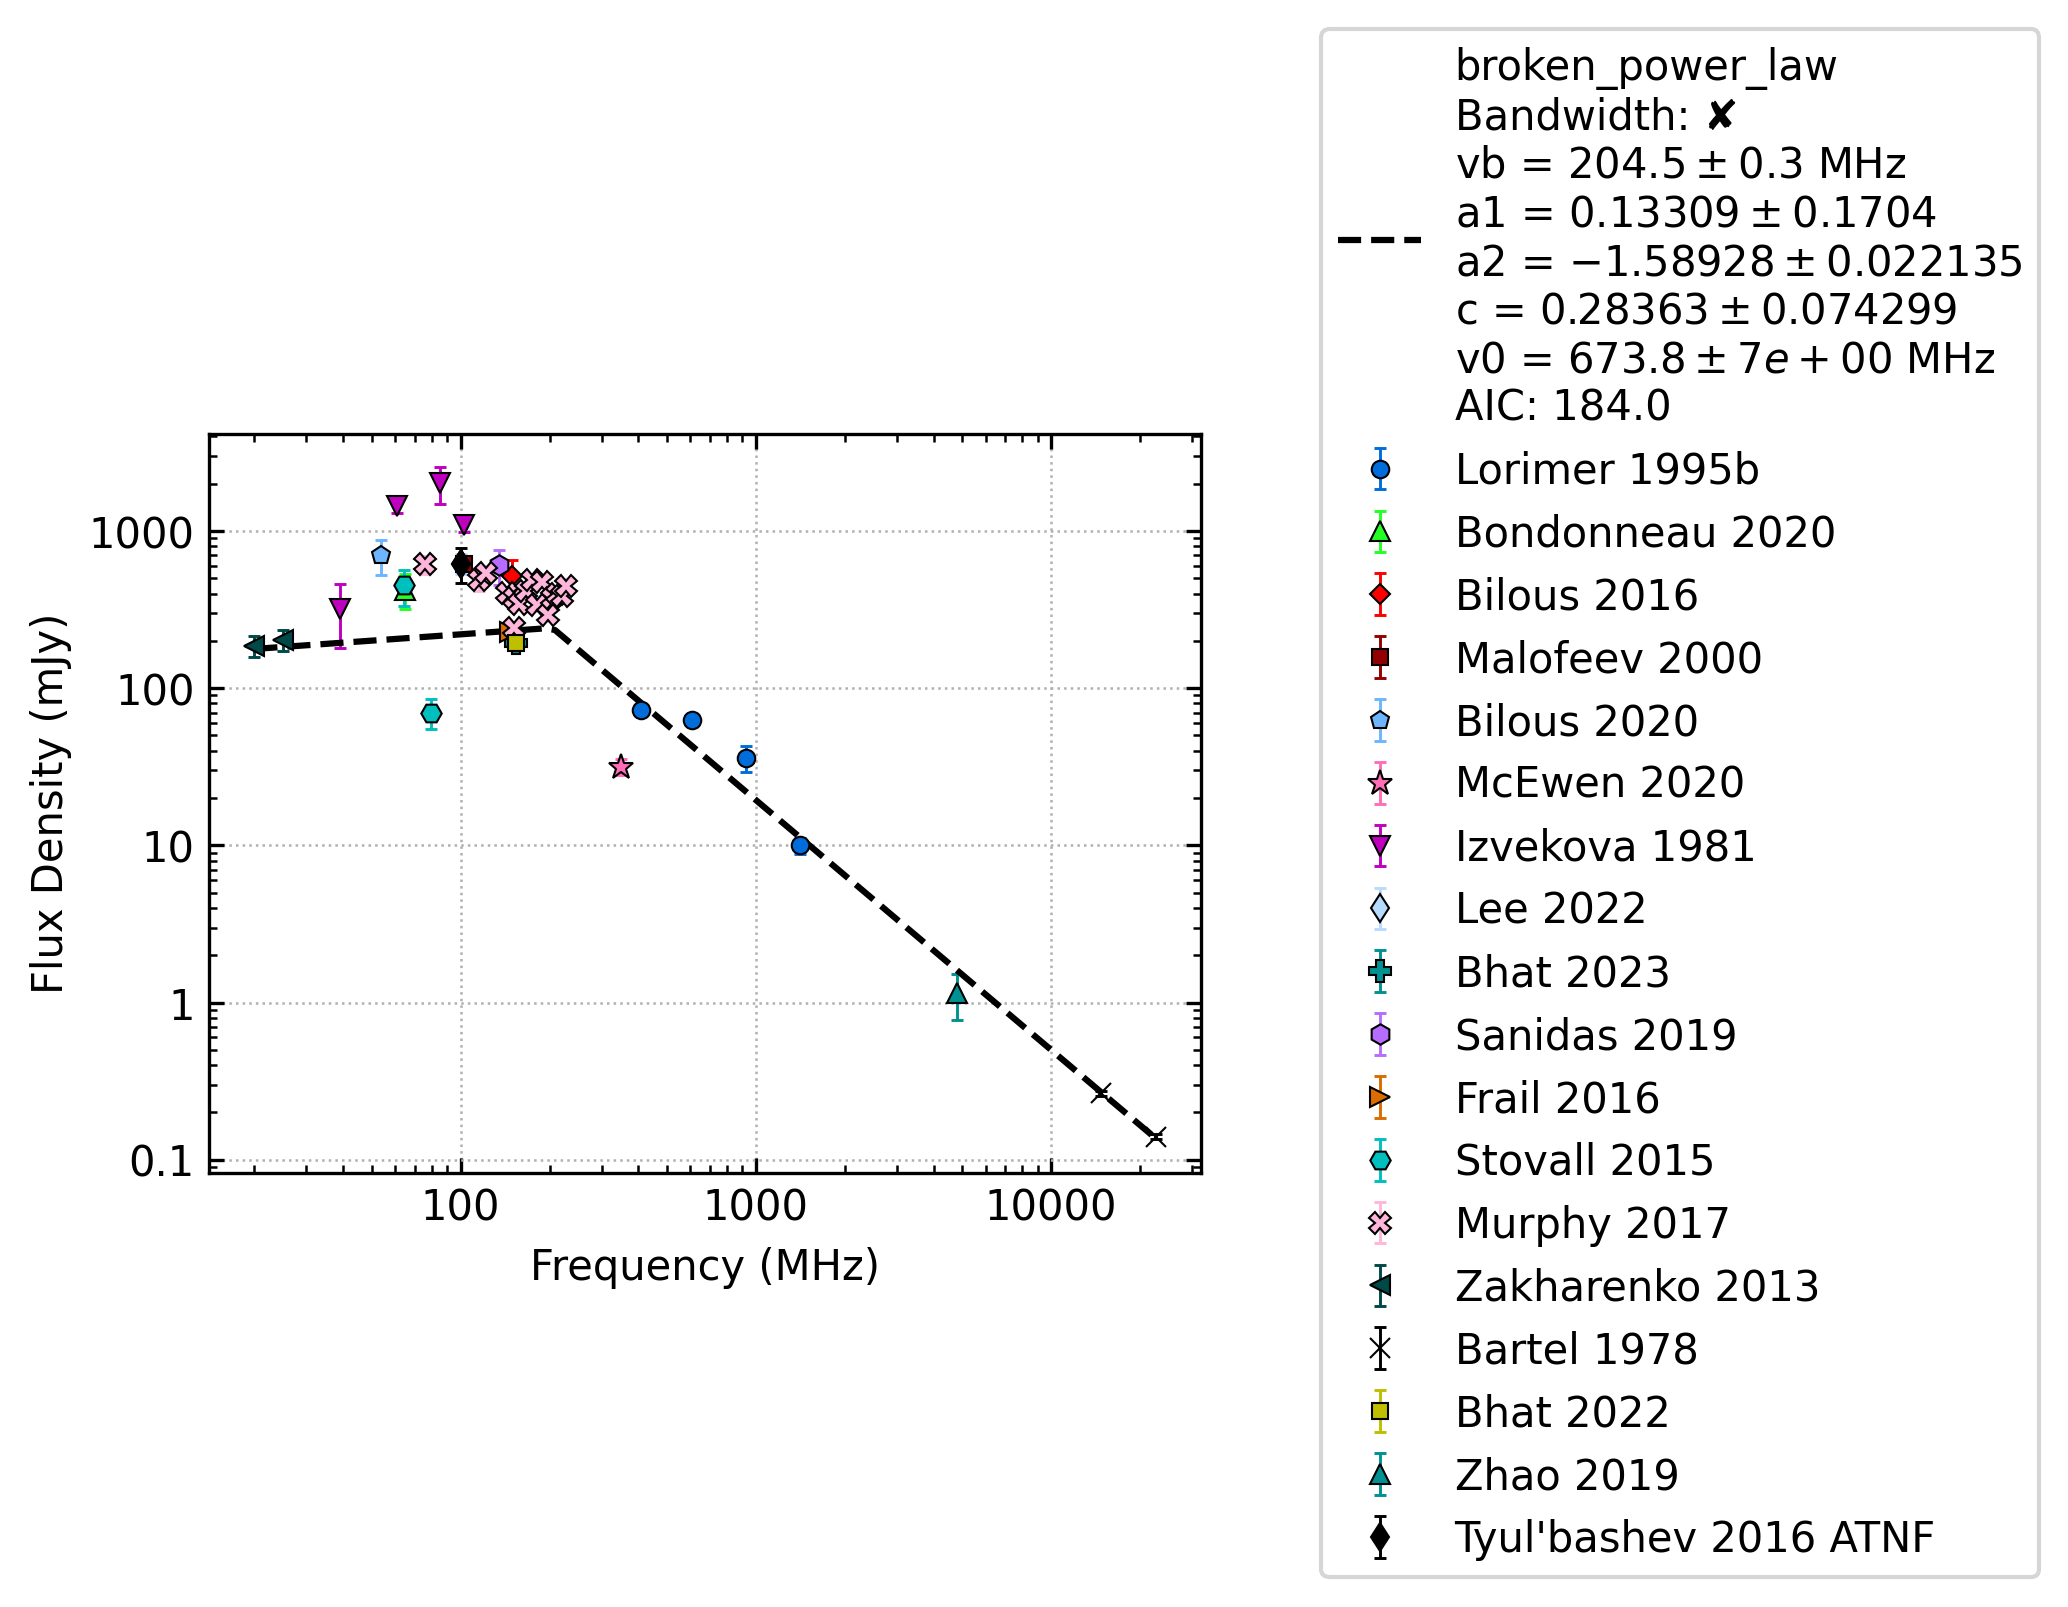 broken_power_law
Bandwidth: ✘
vb = 204.5 ± 0.3 MHz
a1 = 0.13309 ± 0.1704
a2 = −1.58928 ± 0.022135
c = 0.28363 ± 0.074299
v0 = 673.8 ± 7e + 00 MHz
AIC: 184.0
Lorimer 1995b
Bondonneau 2020
Bilous 2016
Malofeev 2000
Bilous 2020
McEwen 2020
Izvekova 1981
Lee 2022
Bhat 2023
Sanidas 2019
Frail 2016
Stovall 2015
Murphy 2017
Zakharenko 2013
Bartel 1978
Bhat 2022
Zhao 2019
Tyul'bashev 2016 ATNF
Flux Density (mJy)
1000
100
10
1
0.1
100
1000
10000
Frequency (MHz)